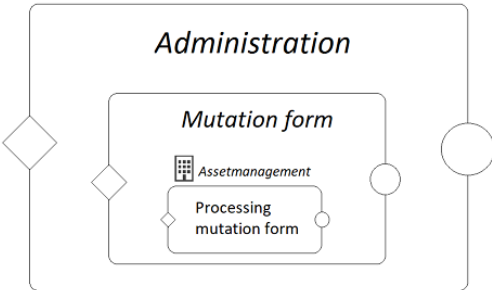 Administration
Mutation form
Assetmanagement
Processing
mutation form